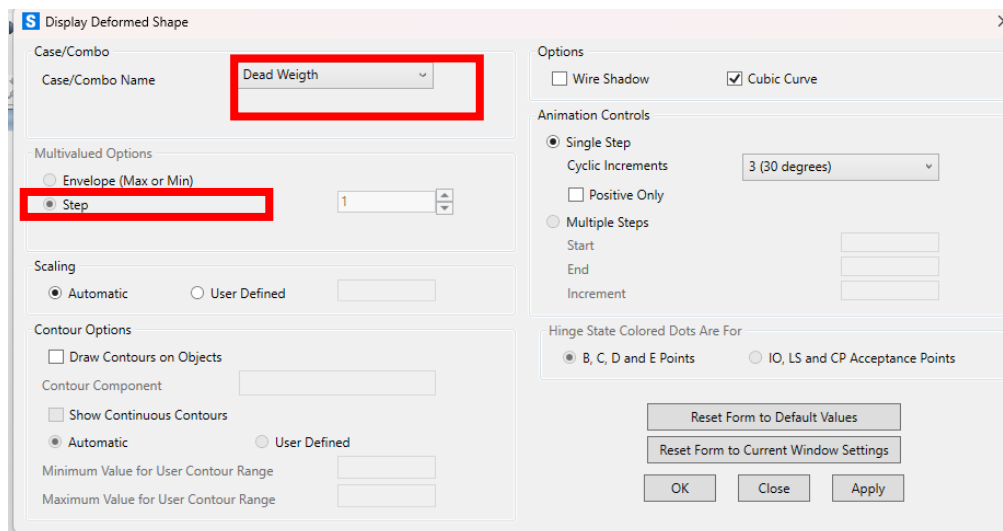 S Display Deformed Shape
Case/Combo
Case/Combo Name
Dead Weigth
Multivalued Options
Envelope (Max or Min)
Step
1
Scaling
Automatic
User Defined
Contour Options
Draw Contours on Objects
Contour Component
Show Continuous Contours
Automatic
User Defined
Minimum Value for User Contour Range
Maximum Value for User Contour Range
Options
Wire Shadow
Cubic Curve
Animation Controls
Single Step
Cyclic Increments
3 (30 degrees)
Positive Only
Multiple Steps
Start
End
Increment
Hinge State Colored Dots Are For
B, C, D and E Points
IO, LS and CP Acceptance Points
Reset Form to Default Values
Reset Form to Current Window Settings
OK
Close
Apply